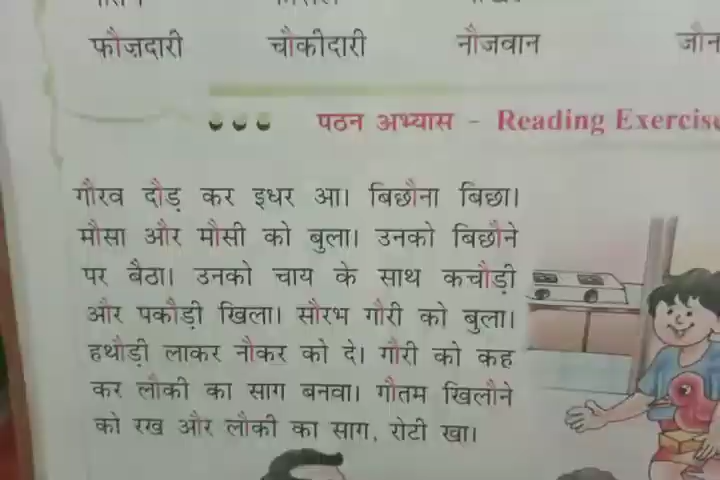 फौज़दारी चौकीदारी नौजवान
पठन अभ्यास - Reading Exercise
गौरव दौड़ कर इधर आ। बिछौना बिछा।
मौसा और मौसी को बुला। उनको बिछौने
पर बैठा। उनको चाय के साथ कचौड़ी
और पकौड़ी खिला। सौरभ गौरी को बुला।
हथौड़ी लाकर नौकर को दे। गौरी को कह
कर लौकी का साग बनवा। गौतम खिलौने
को रख और लौकी का साग, रोटी खा।